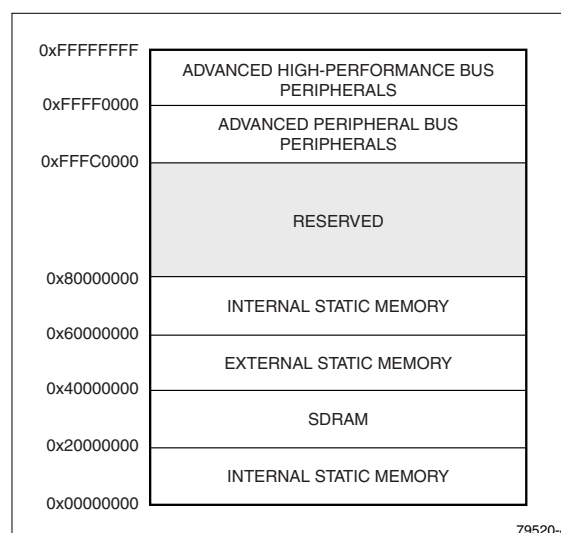 0xFFFFFFFF
ADVANCED HIGH-PERFORMANCE BUS
PERIPHERALS
0xFFFF0000
ADVANCED PERIPHERAL BUS
PERIPHERALS
0xFFFC0000
RESERVED
0x80000000
INTERNAL STATIC MEMORY
0x60000000
EXTERNAL STATIC MEMORY
0x40000000
SDRAM
0x20000000
INTERNAL STATIC MEMORY
0x00000000